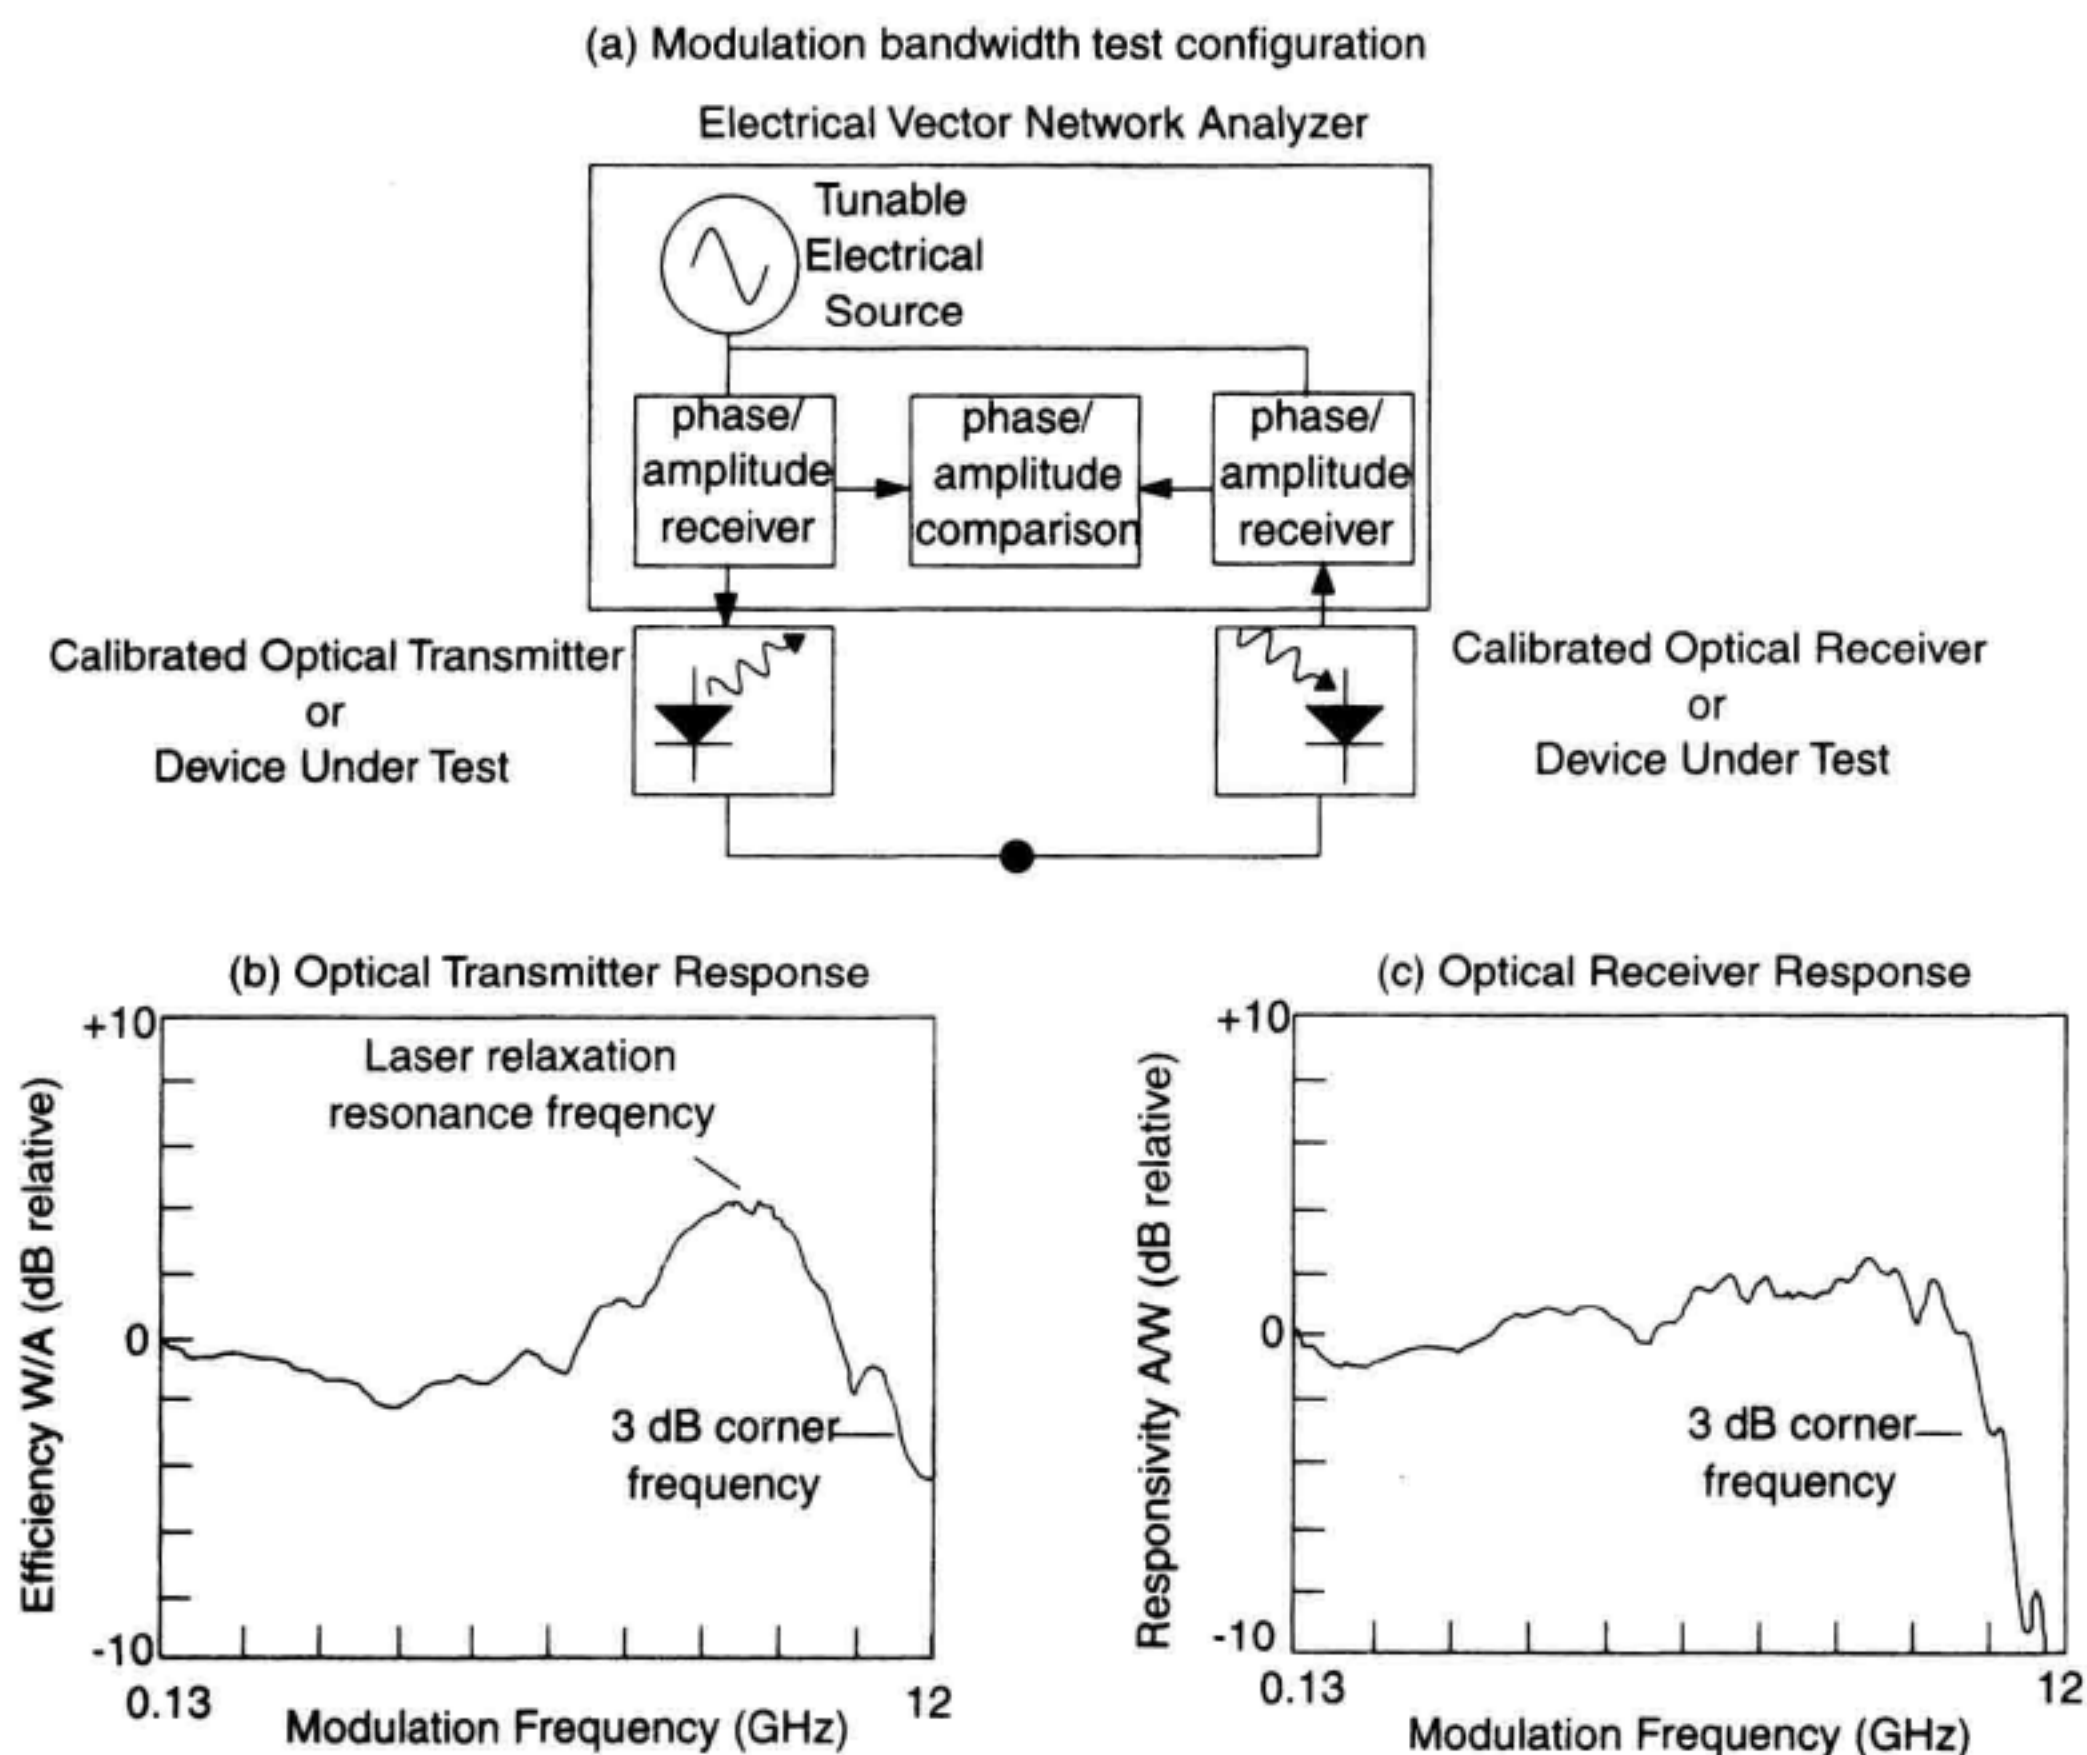 (a) Modulation bandwidth test configuration
Electrical Vector Network Analyzer
Tunable
Electrical
Source
phase/
amplitude
receiver
phase/
amplitude
comparison
phase/
amplitude
receiver
Calibrated Optical Transmitter
or
Device Under Test
Calibrated Optical Receiver
or
Device Under Test
(b) Optical Transmitter Response
+10
0
-10
Efficiency W/A (dB relative)
Laser relaxation
resonance freqency
3 dB corner
frequency
0.13
12
Modulation Frequency (GHz)
(c) Optical Receiver Response
+10
0
-10
Responsivity A/W (dB relative)
3 dB corner
frequency
0.13
12
Modulation Frequency (GHz)